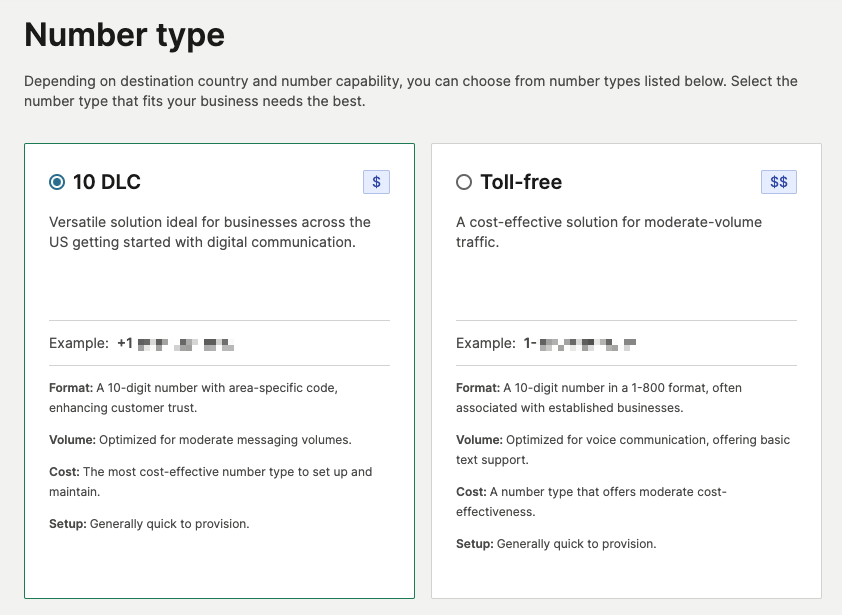 Number type
Depending on destination country and number capability, you can choose from number types listed below. Select the
number type that fits your business needs the best.
10 DLC
$
Versatile solution ideal for businesses across the
US getting started with digital communication.
Example: +1
Format: A 10-digit number with area-specific code,
enhancing customer trust.
Volume: Optimized for moderate messaging volumes.
Cost: The most cost-effective number type to set up and
maintain.
Setup: Generally quick to provision.
Toll-free
$$
A cost-effective solution for moderate-volume
traffic.
Example: 1-
Format: A 10-digit number in a 1-800 format, often
associated with established businesses.
Volume: Optimized for voice communication, offering basic
text support.
Cost: A number type that offers moderate cost-
effectiveness.
Setup: Generally quick to provision.